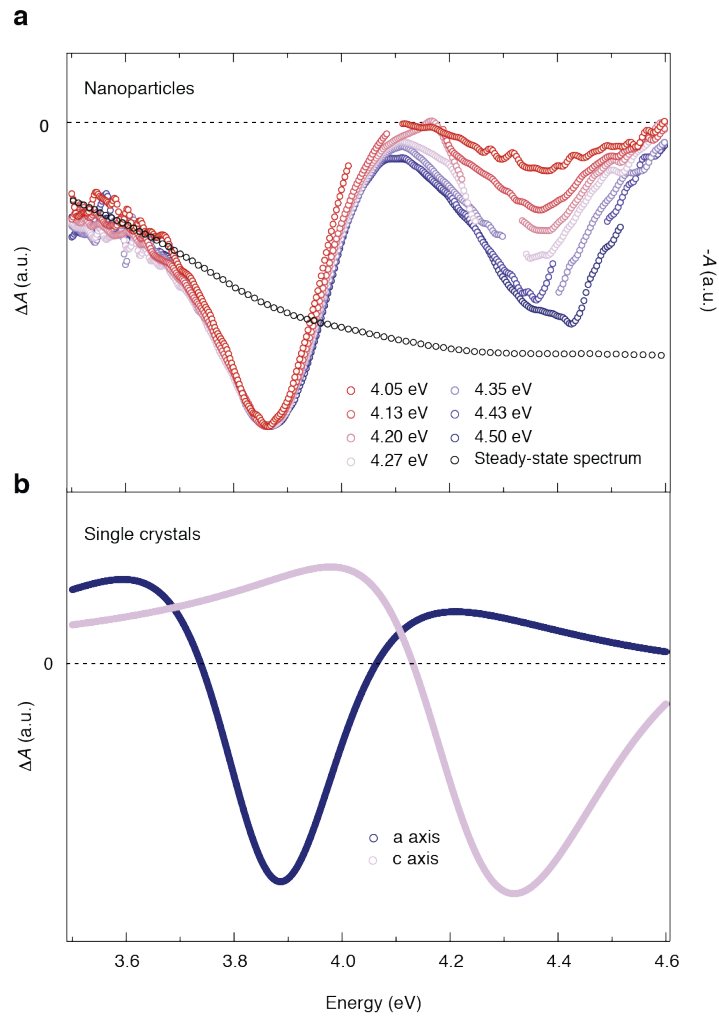 a
Nanoparticles
0
ΔA (a.u.)
-A (a.u.)
4.05 eV
4.13 eV
4.20 eV
4.27 eV
4.35 eV
4.43 eV
4.50 eV
Steady-state spectrum
b
Single crystals
0
ΔA (a.u.)
a axis
c axis
3.6 3.8 4.0 4.2 4.4 4.6
Energy (eV)